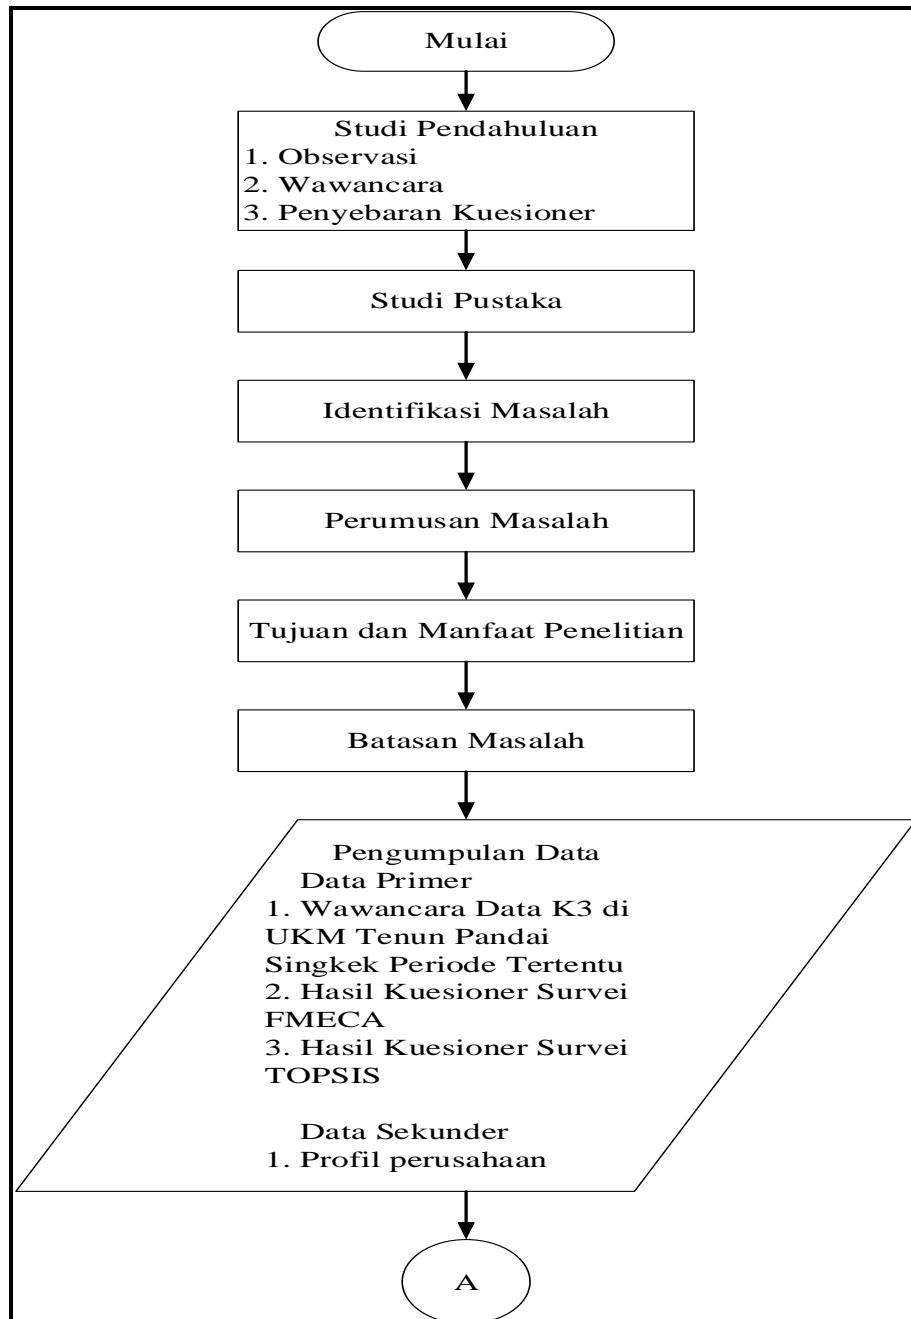 Mulai
Studi Pendahuluan
1. Observasi
2. Wawancara
3. Penyebaran Kuesioner
Studi Pustaka
Identifikasi Masalah
Perumusan Masalah
Tujuan dan Manfaat Penelitian
Batasan Masalah
Pengumpulan Data
Data Primer
1. Wawancara Data K3 di
UKM Tenun Pandai
Singkek Periode Tertentu
2. Hasil Kuesioner Survei
FMECA
3. Hasil Kuesioner Survei
TOPSIS
Data Sekunder
1. Profil perusahaan
A